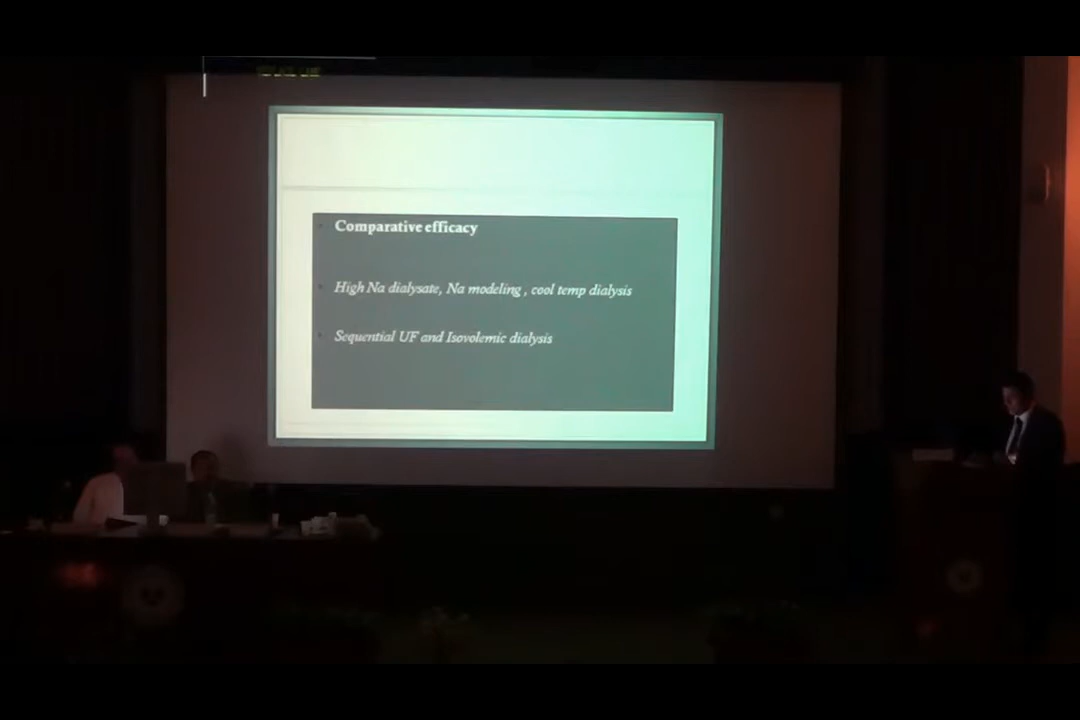 Comparative efficacy
High Na dialysate, Na modeling , cool temp dialysis
Sequential UF and Isovolemic dialysis